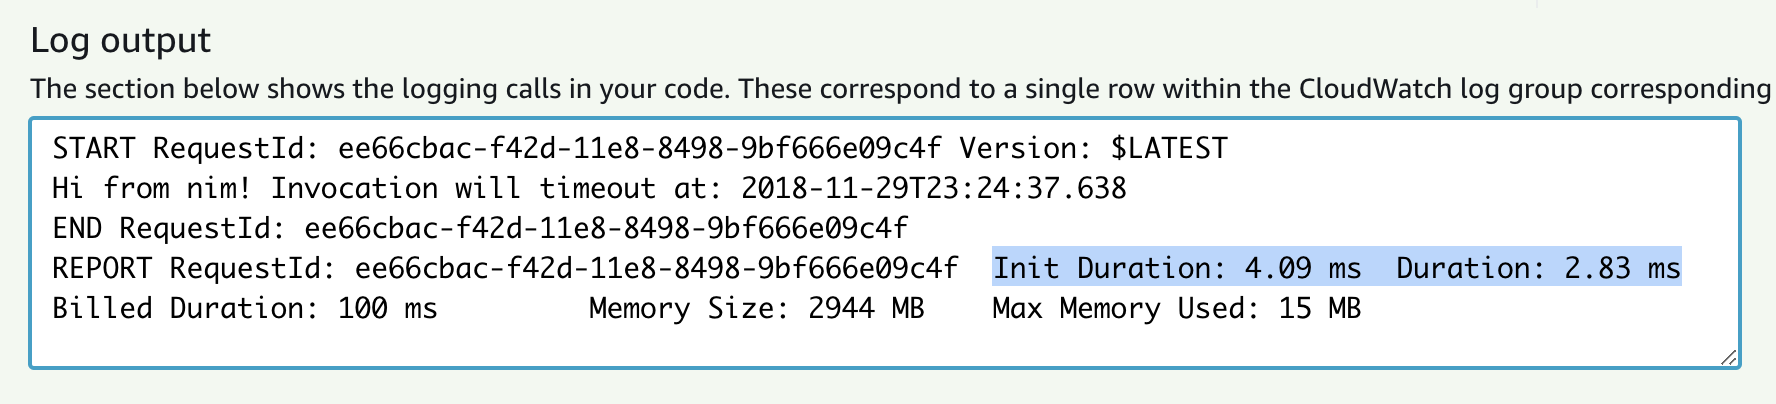 Log output
The section below shows the logging calls in your code. These correspond to a single row within the CloudWatch log group corresponding
START RequestId: ee66cbac-f42d-11e8-8498-9bf666e09c4f Version: $LATEST
Hi from nim! Invocation will timeout at: 2018-11-29T23:24:37.638
END RequestId: ee66cbac-f42d-11e8-8498-9bf666e09c4f
REPORT RequestId: ee66cbac-f42d-11e8-8498-9bf666e09c4f Init Duration: 4.09 ms Duration: 2.83 ms
Billed Duration: 100 ms Memory Size: 2944 MB Max Memory Used: 15 MB